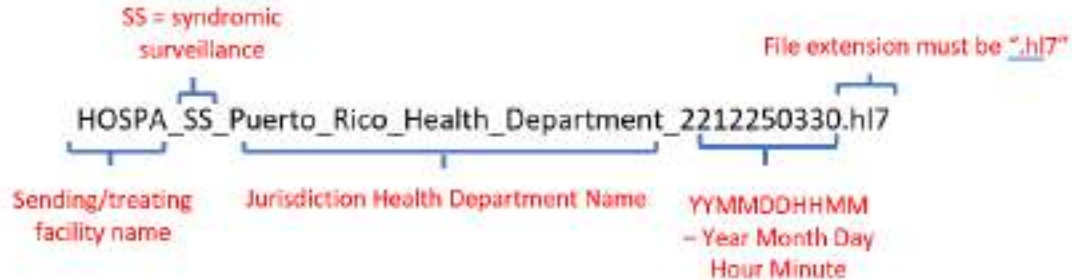 SS = syndromic
surveillance
File extension must be ".hl7"
HOSPA_SS_Puerto_Rico_Health_Department_2212250330.hl7
Sending/treating
facility name
Jurisdiction Health Department Name
YYMMDDHHMM
– Year Month Day
Hour Minute